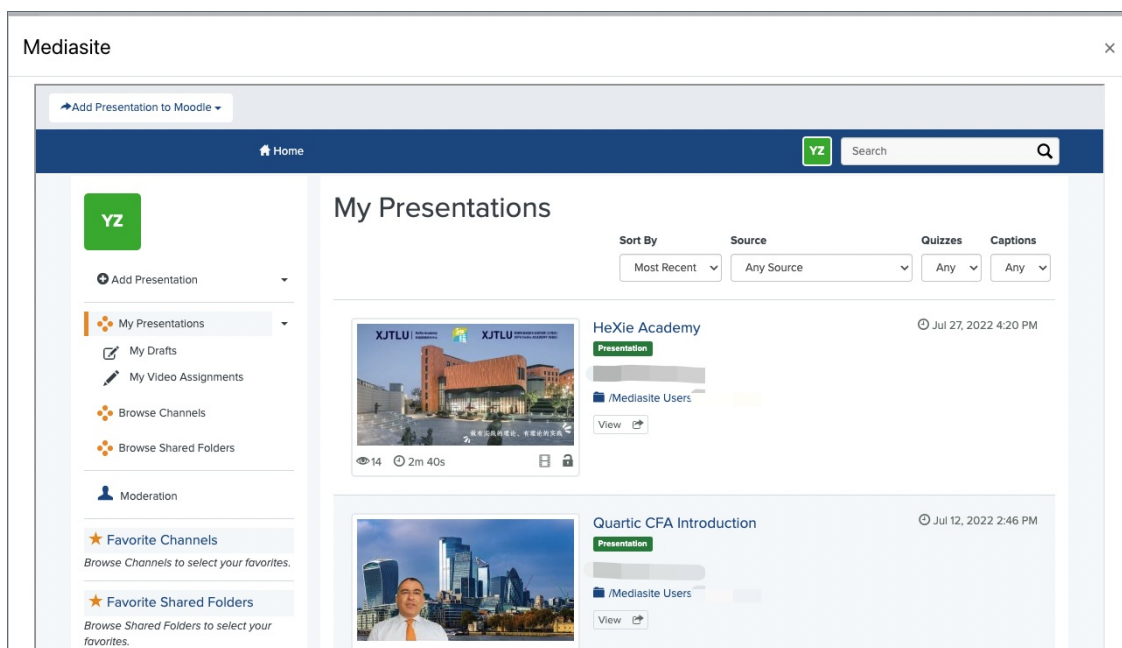 Mediasite
×
Add Presentation to Moodle
Home
YZ
Search
YZ
Add Presentation
My Presentations
My Drafts
My Video Assignments
Browse Channels
Browse Shared Folders
Moderation
Favorite Channels
Browse Channels to select your favorites.
Favorite Shared Folders
Browse Shared Folders to select your
favorites.
My Presentations
Sort By
Source
Quizzes
Captions
Most Recent
Any Source
Any
Any
XJTLU
XJTLU
HeXie Academy
Presentation
/Mediasite Users
View
Jul 27, 2022 4:20 PM
14
2m 40s
Quartic CFA Introduction
Presentation
/Mediasite Users
View
Jul 12, 2022 2:46 PM